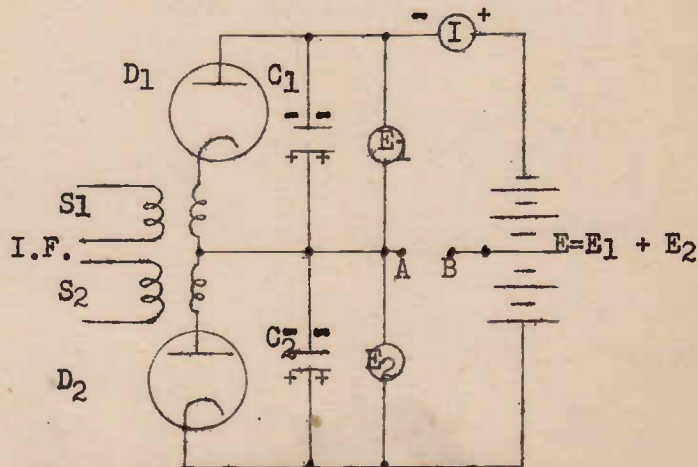 - I +
D1
C1
- -
+ +
E1
S1
I.F.
A
B
E=E1 + E2
S2
C2
- -
+ +
E2
D2